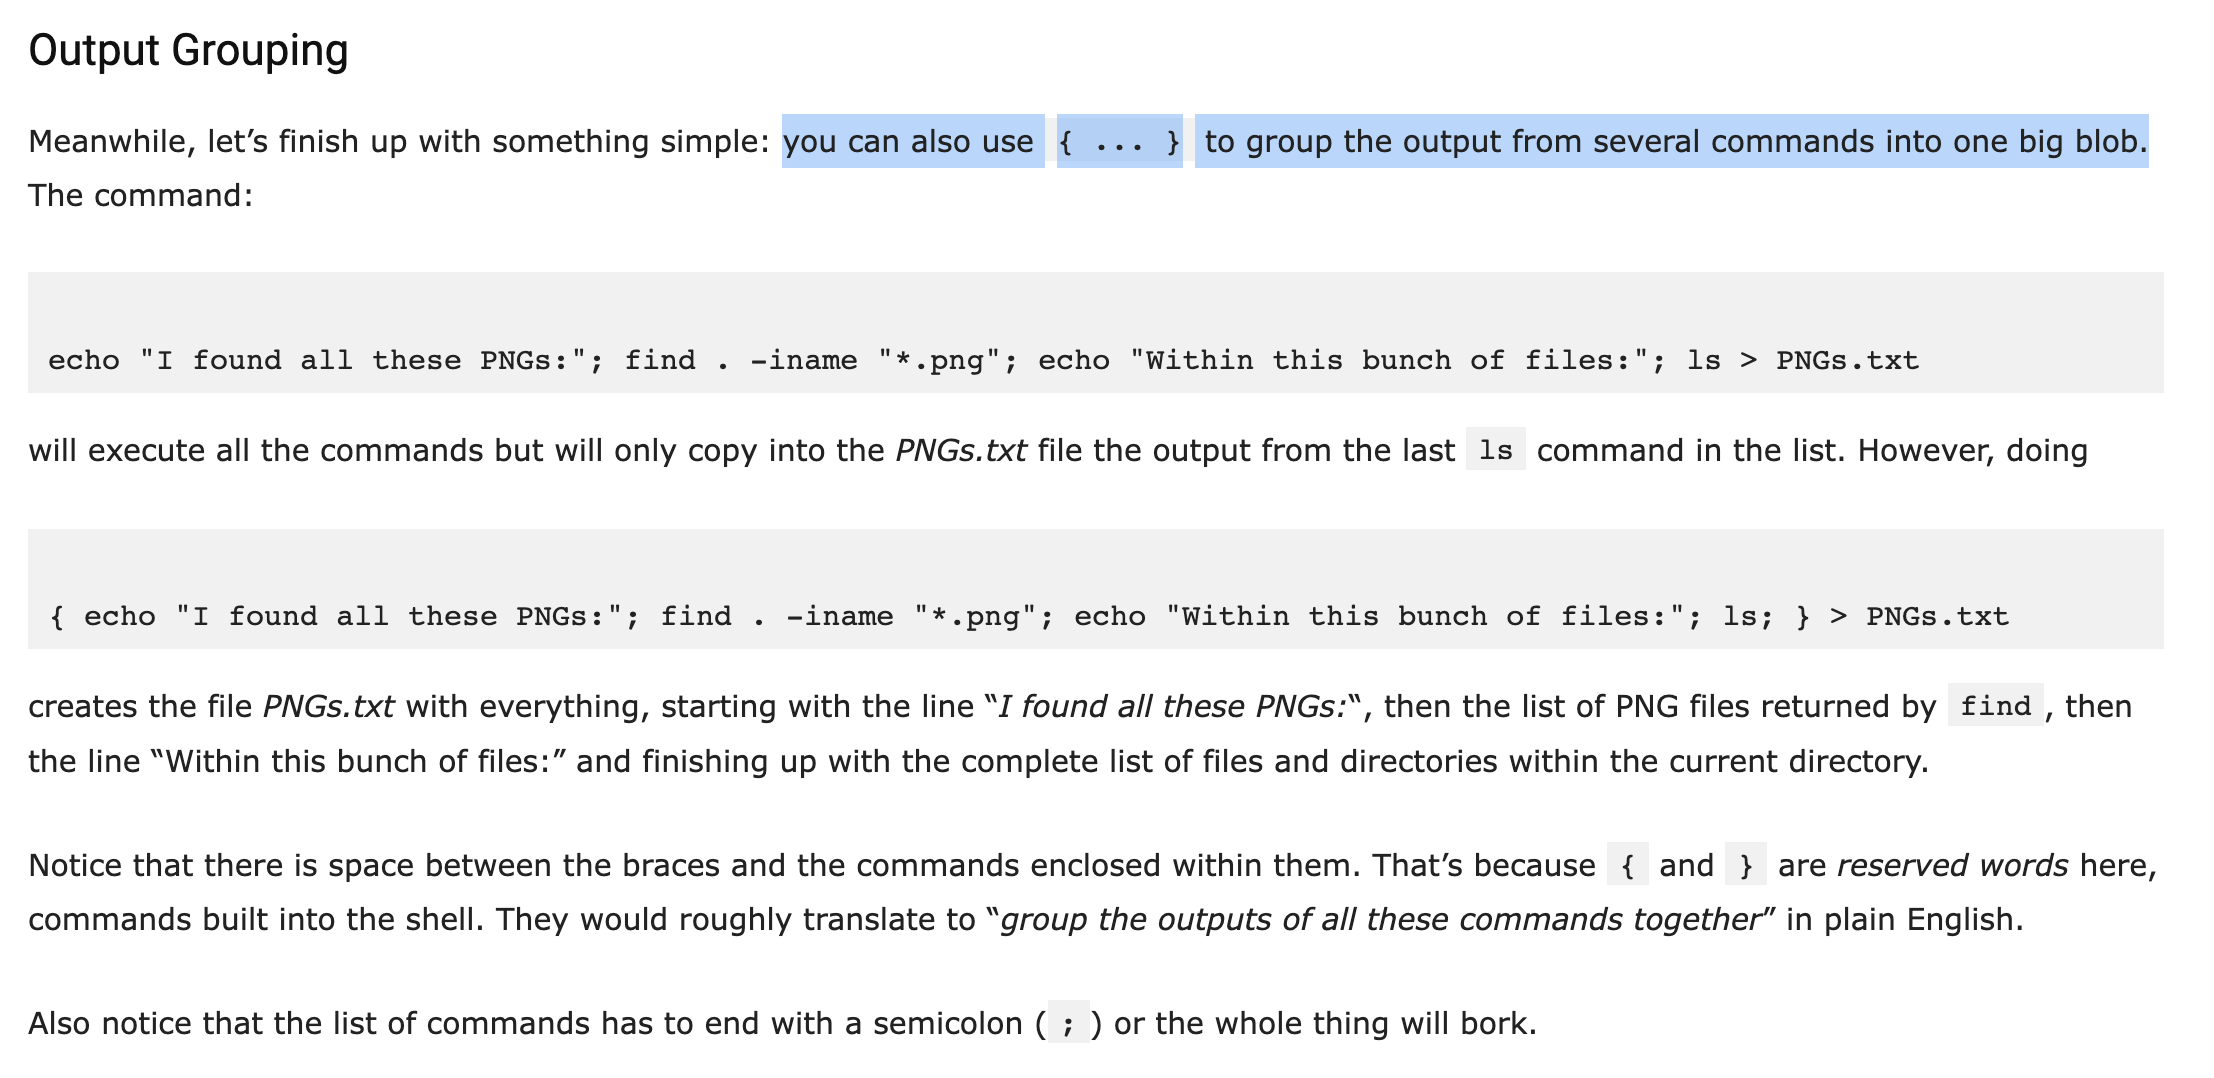 Output Grouping
Meanwhile, let’s finish up with something simple: you can also use { ... } to group the output from several commands into one big blob.
The command:
echo "I found all these PNGs:"; find . -iname "*.png"; echo "Within this bunch of files:"; ls > PNGs.txt
will execute all the commands but will only copy into the PNGs.txt file the output from the last ls command in the list. However, doing
{ echo "I found all these PNGs:"; find . -iname "*.png"; echo "Within this bunch of files:"; ls; } > PNGs.txt
creates the file PNGs.txt with everything, starting with the line “I found all these PNGs:“, then the list of PNG files returned by find, then
the line “Within this bunch of files:” and finishing up with the complete list of files and directories within the current directory.
Notice that there is space between the braces and the commands enclosed within them. That’s because { and } are reserved words here,
commands built into the shell. They would roughly translate to “group the outputs of all these commands together” in plain English.
Also notice that the list of commands has to end with a semicolon (;) or the whole thing will bork.